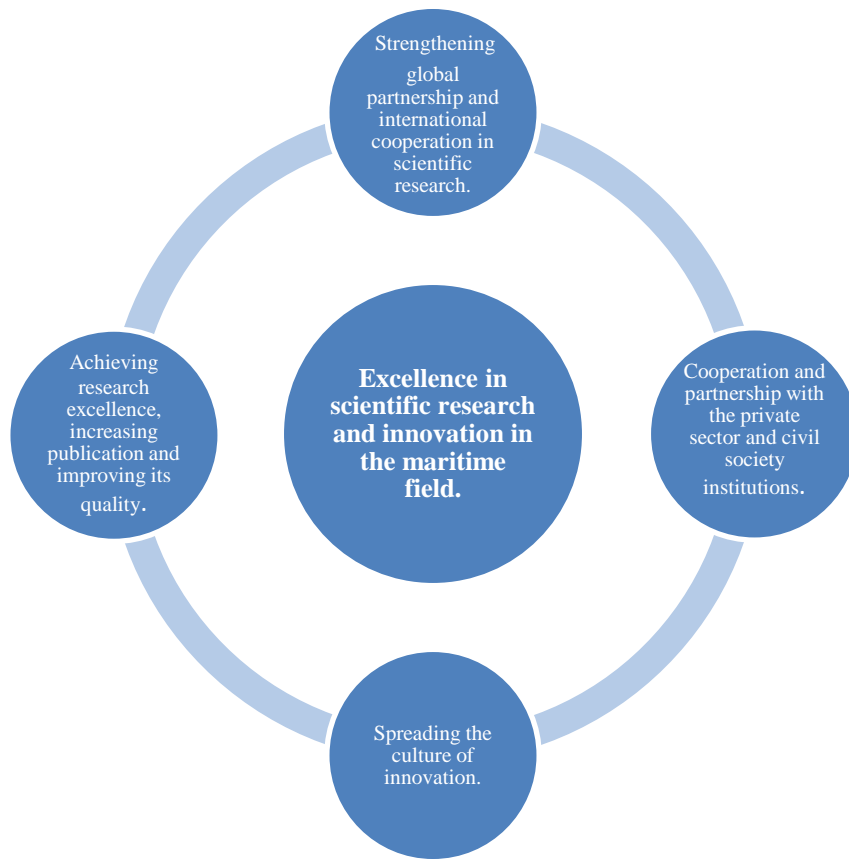 Strengthening
global
partnership and
international
cooperation in
scientific
research.
Achieving
research
excellence,
increasing
publication and
improving its
quality.
Excellence in
scientific research
and innovation in
the maritime
field.
Cooperation and
partnership with
the private
sector and civil
society
institutions.
Spreading the
culture of
innovation.